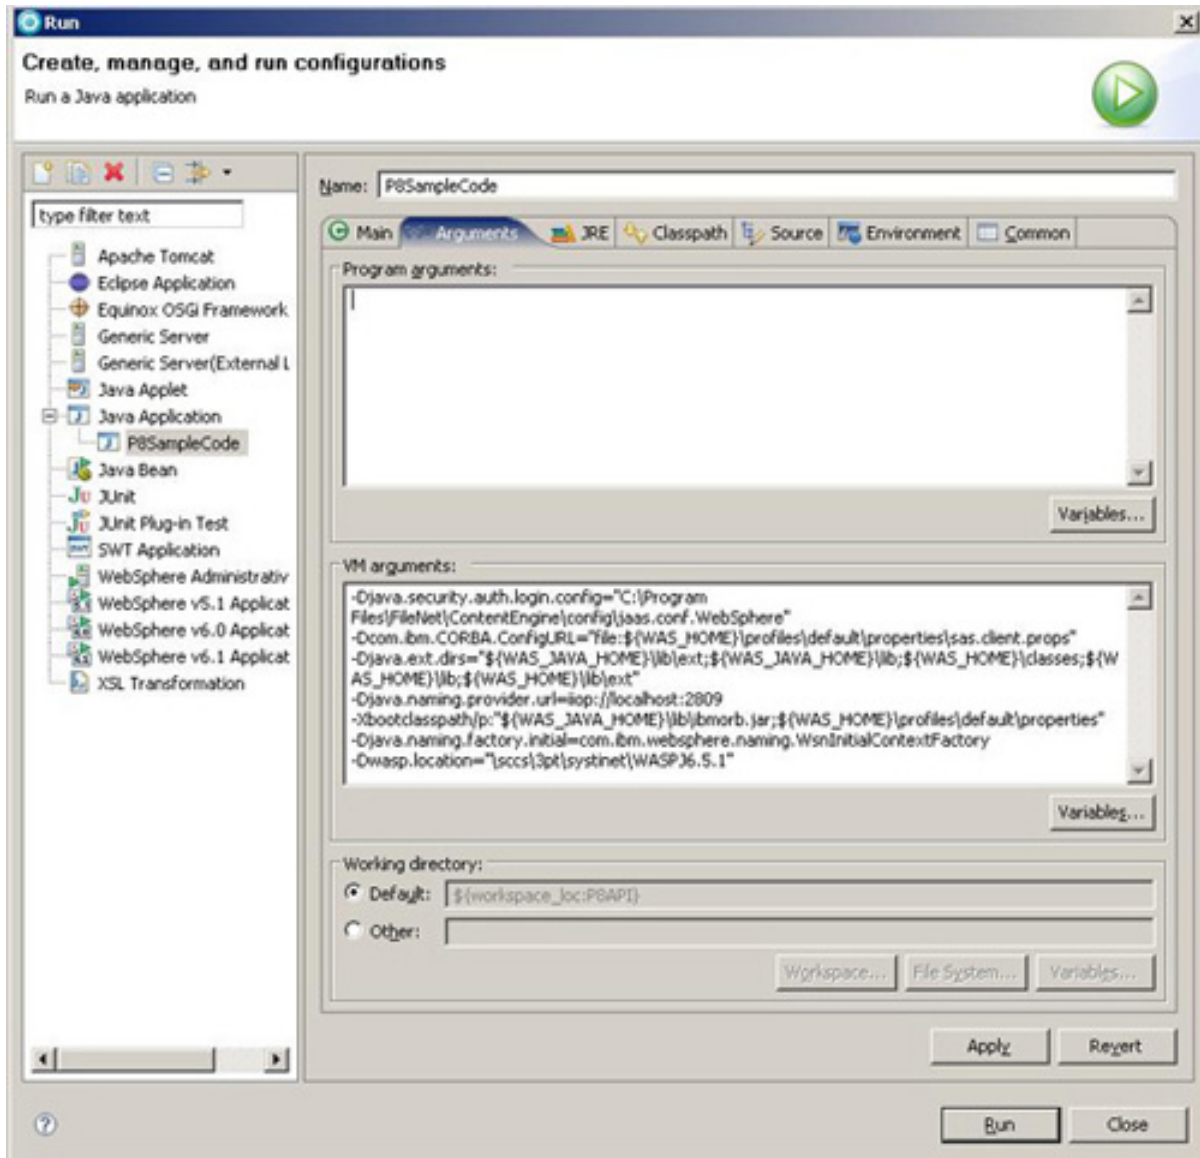 Run
Create, manage, and run configurations
Run a Java application
type filter text
Apache Tomcat
Eclipse Application
Equinox OSGi Framework
Generic Server
Generic Server(External L
Java Applet
Java Application
P8SampleCode
Java Bean
JUnit
JUnit Plug-in Test
SWT Application
WebSphere Administrativ
WebSphere v5.1 Applicat
WebSphere v6.0 Applicat
WebSphere v6.1 Applicat
XSL Transformation
Name: P8SampleCode
Main Arguments JRE Classpath Source Environment Common
Program arguments:
Variables...
VM arguments:
-Djava.security.auth.login.config="C:\Program
Files\FileNet\ContentEngine\config\jaas.conf.WebSphere"
-Dcom.ibm.CORBA.ConfigURL="file:${WAS_HOME}\profiles\default\properties\sas.client.props"
-Djava.ext.dirs="${WAS_JAVA_HOME}\lib\ext;${WAS_JAVA_HOME}\lib;${WAS_HOME}\classes;${W
AS_HOME}\lib;${WAS_HOME}\lib\ext"
-Djava.naming.provider.url=iiop://localhost:2809
-Xbootclasspath/p:"${WAS_JAVA_HOME}\lib\ibmorb.jar;${WAS_HOME}\profiles\default\properties"
-Djava.naming.factory.initial=com.ibm.websphere.naming.WsnInitialContextFactory
-Dwasp.location="\sccs\3pt\systinet\WASPJ6.5.1"
Variables...
Working directory:
Default: ${workspace_loc:P8API}
Other:
Workspace... File System... Variables...
Apply Revert
Run Close